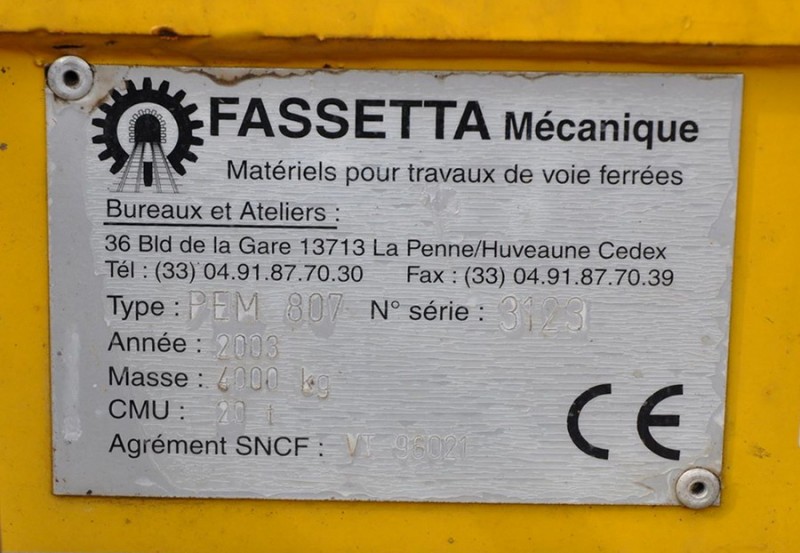 FASSETTA Mécanique
Matériels pour travaux de voie ferrées
Bureaux et Ateliers :
36 Bld de la Gare 13713 La Penne/Huveaune Cedex
Tél : (33) 04.91.87.70.30 Fax : (33) 04.91.87.70.39
Type : PEM 807 N° série : 3123
Année : 2003
Masse : 4000 kg
CMU : 20 t
Agrément SNCF : VT 96021
CE